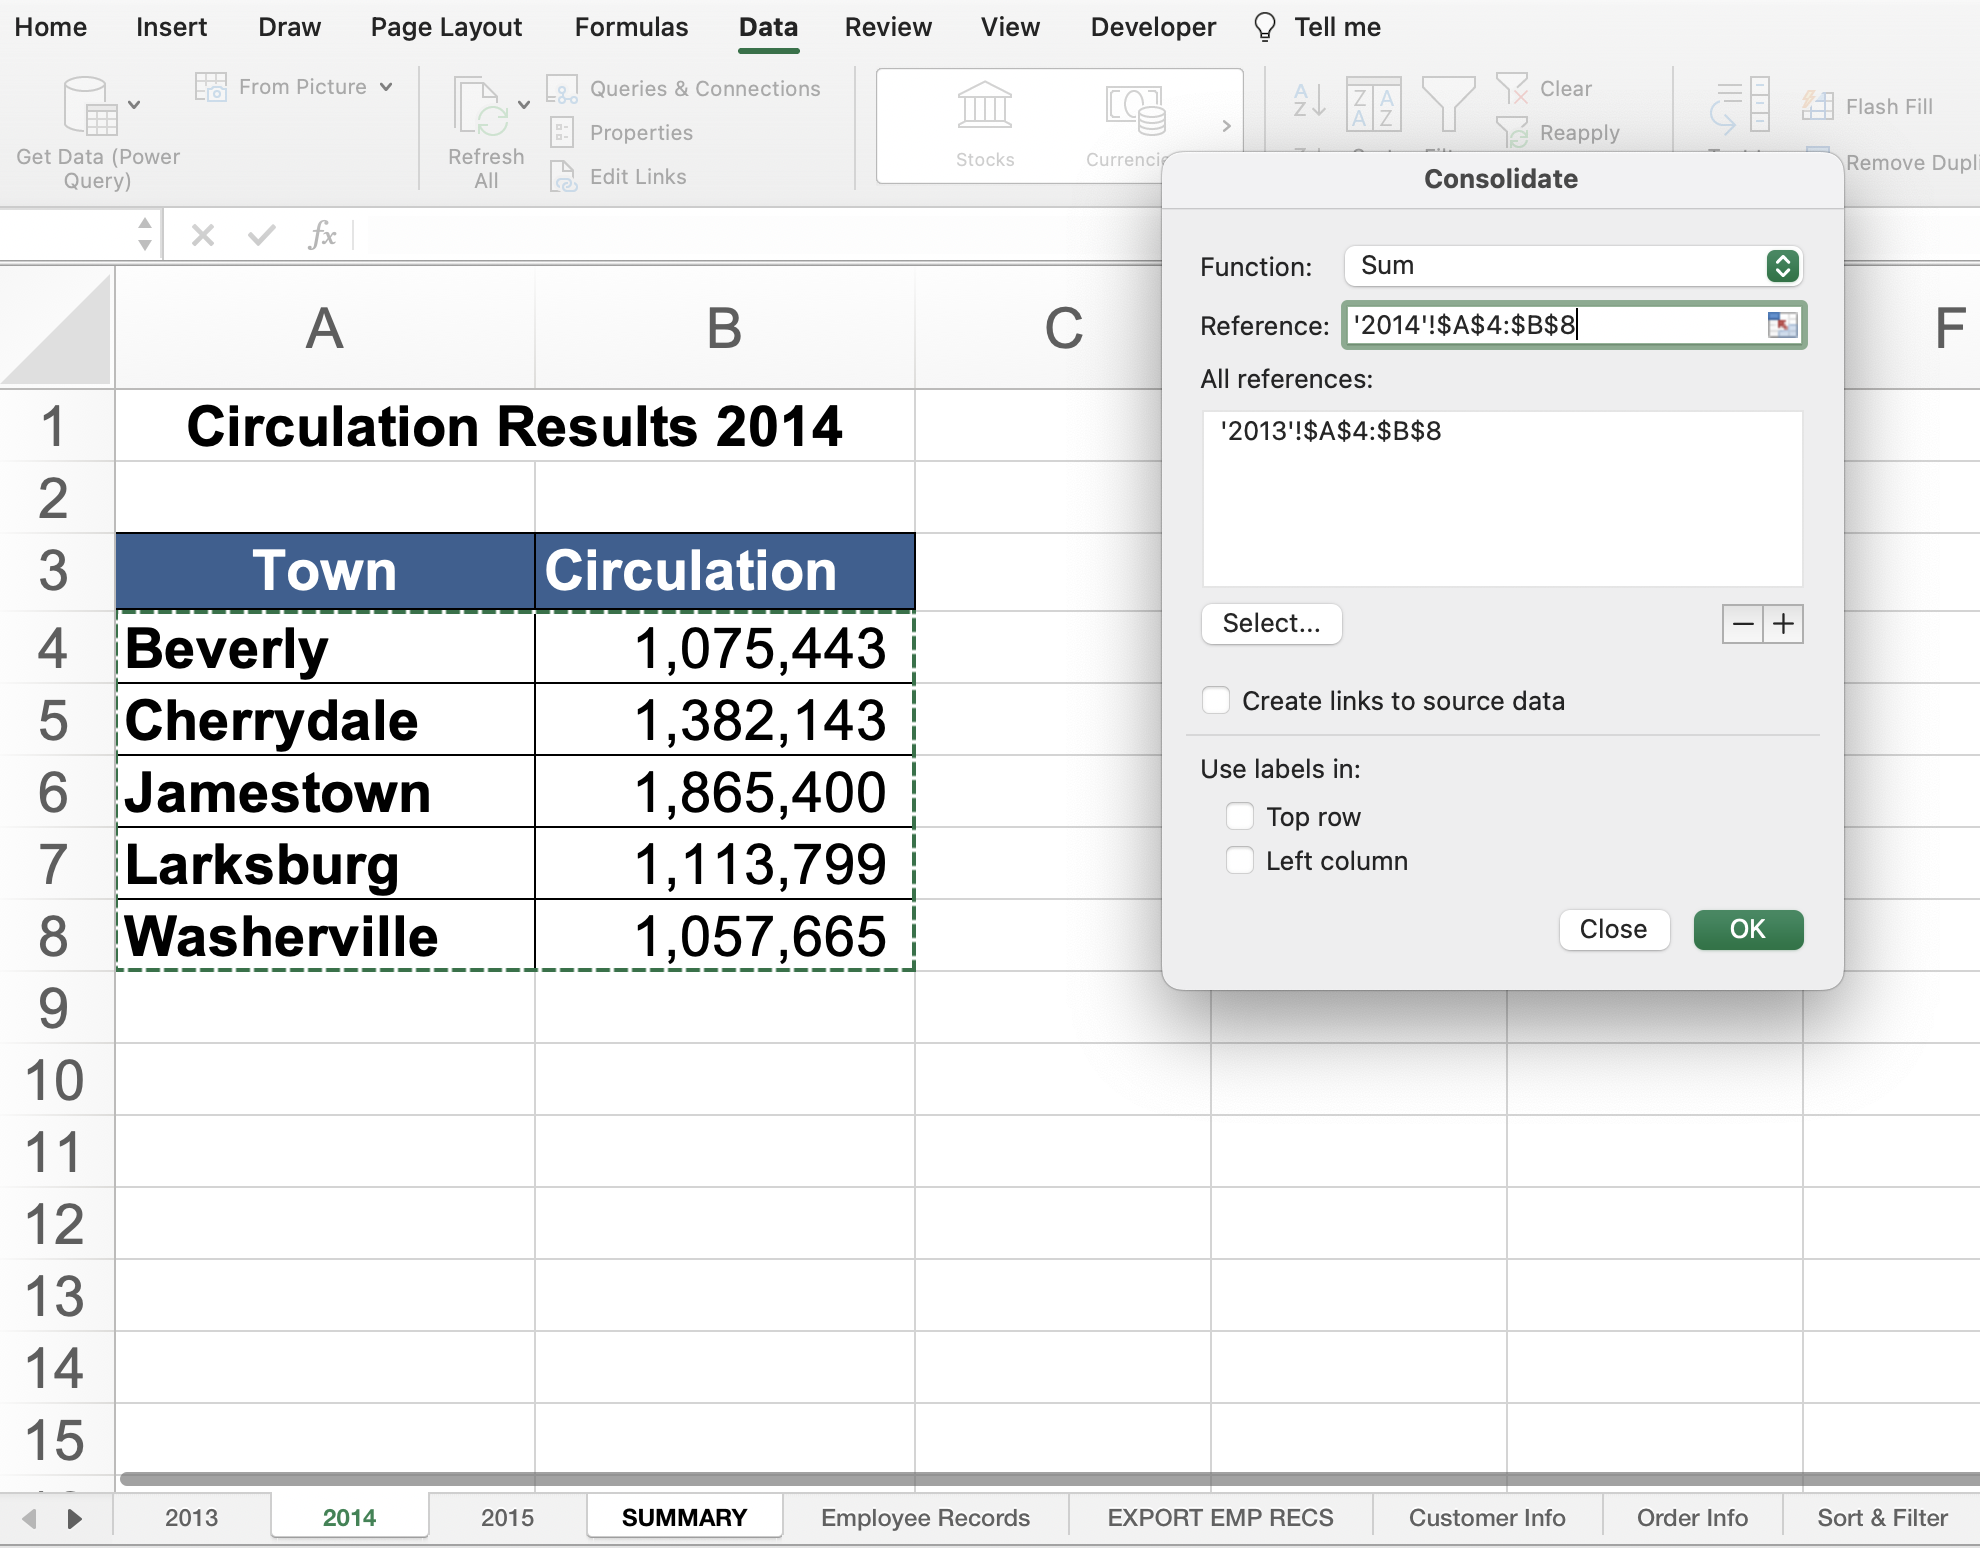 Home Insert Draw Page Layout Formulas Data Review View Developer Tell me
Get Data (Power Query)
From Picture
Refresh All
Queries & Connections
Properties
Edit Links
Stocks
Clear
Reapply
Flash Fill
Remove
fx
A B C F
1 Circulation Results 2014
2
3 Town Circulation
4 Beverly 1,075,443
5 Cherrydale 1,382,143
6 Jamestown 1,865,400
7 Larksburg 1,113,799
8 Washerville 1,057,665
9
10
11
12
13
14
15
Consolidate
Function: Sum
Reference: '2014'!$A$4:$B$8
All references:
'2013'!$A$4:$B$8
Select...
− +
Create links to source data
Use labels in:
Top row
Left column
Close OK
2013 2014 2015 SUMMARY Employee Records EXPORT EMP RECS Customer Info Order Info Sort & Filter